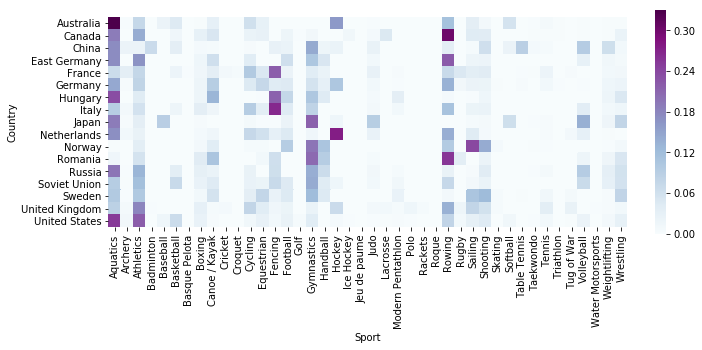 Australia
Canada
China
East Germany
France
Germany
Hungary
Italy
Japan
Netherlands
Norway
Romania
Russia
Soviet Union
Sweden
United Kingdom
United States
Country
Aquatics
Archery
Athletics
Badminton
Baseball
Basketball
Basque Pelota
Boxing
Canoe / Kayak
Cricket
Croquet
Cycling
Equestrian
Fencing
Football
Golf
Gymnastics
Handball
Hockey
Ice Hockey
Jeu de paume
Judo
Lacrosse
Modern Pentathlon
Polo
Rackets
Roque
Rowing
Rugby
Sailing
Shooting
Skating
Softball
Table Tennis
Taekwondo
Tennis
Triathlon
Tug of War
Volleyball
Water Motorsports
Weightlifting
Wrestling
Sport
0.30
0.24
0.18
0.12
0.06
0.00